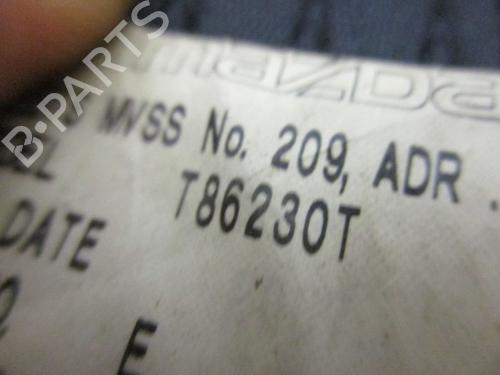 mazda
MVSS No. 209, ADR
T86230T
DATE
E
B-PARTS